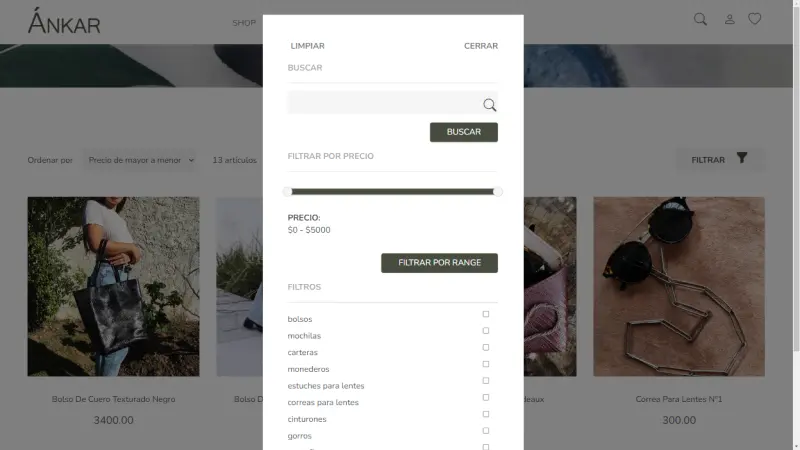 ÁNKAR
SHOP
LIMPIAR
CERRAR
BUSCAR
BUSCAR
FILTRAR POR PRECIO
Ordenar por
Precio de mayor a menor
13 artículos
FILTRAR
PRECIO:
$0 - $5000
FILTRAR POR RANGE
FILTROS
bolsos
mochilas
carteras
monederos
estuches para lentes
correas para lentes
cinturones
gorros
Bolso De Cuero Texturado Negro
Bolso D
deaux
Correa Para Lentes N°1
3400.00
300.00